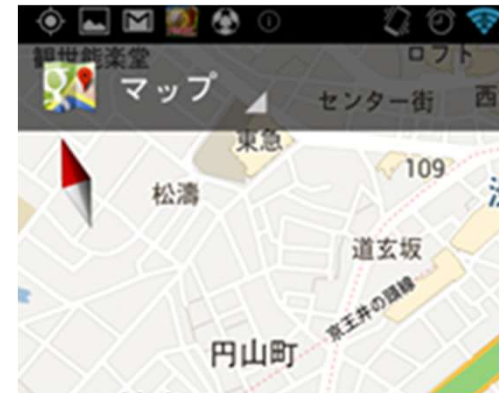 観世能楽堂
ロフト
マップ
センター街
西
東急
109
松濤
道玄坂
京王井の頭線
円山町